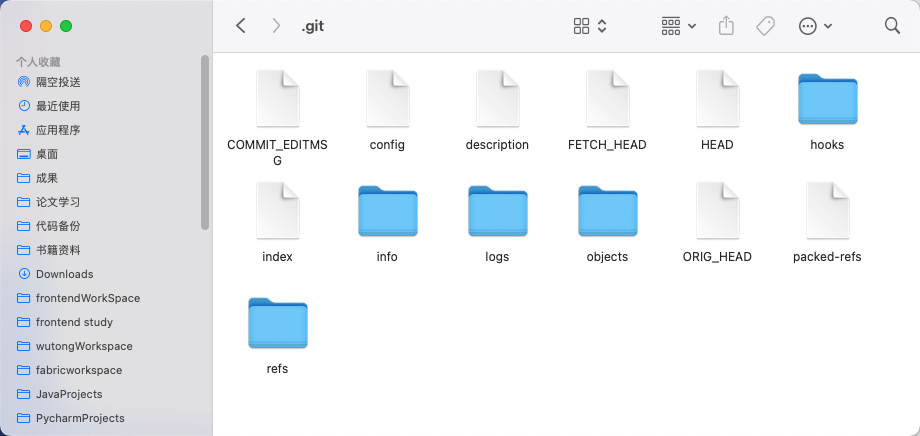 .git
个人收藏
隔空投送
最近使用
应用程序
桌面
成果
论文学习
代码备份
书籍资料
Downloads
frontendWorkSpace
frontend study
wutongWorkspace
fabricworkspace
JavaProjects
PycharmProjects
COMMIT_EDITMS
G
config
description
FETCH_HEAD
HEAD
hooks
index
info
logs
objects
ORIG_HEAD
packed-refs
refs